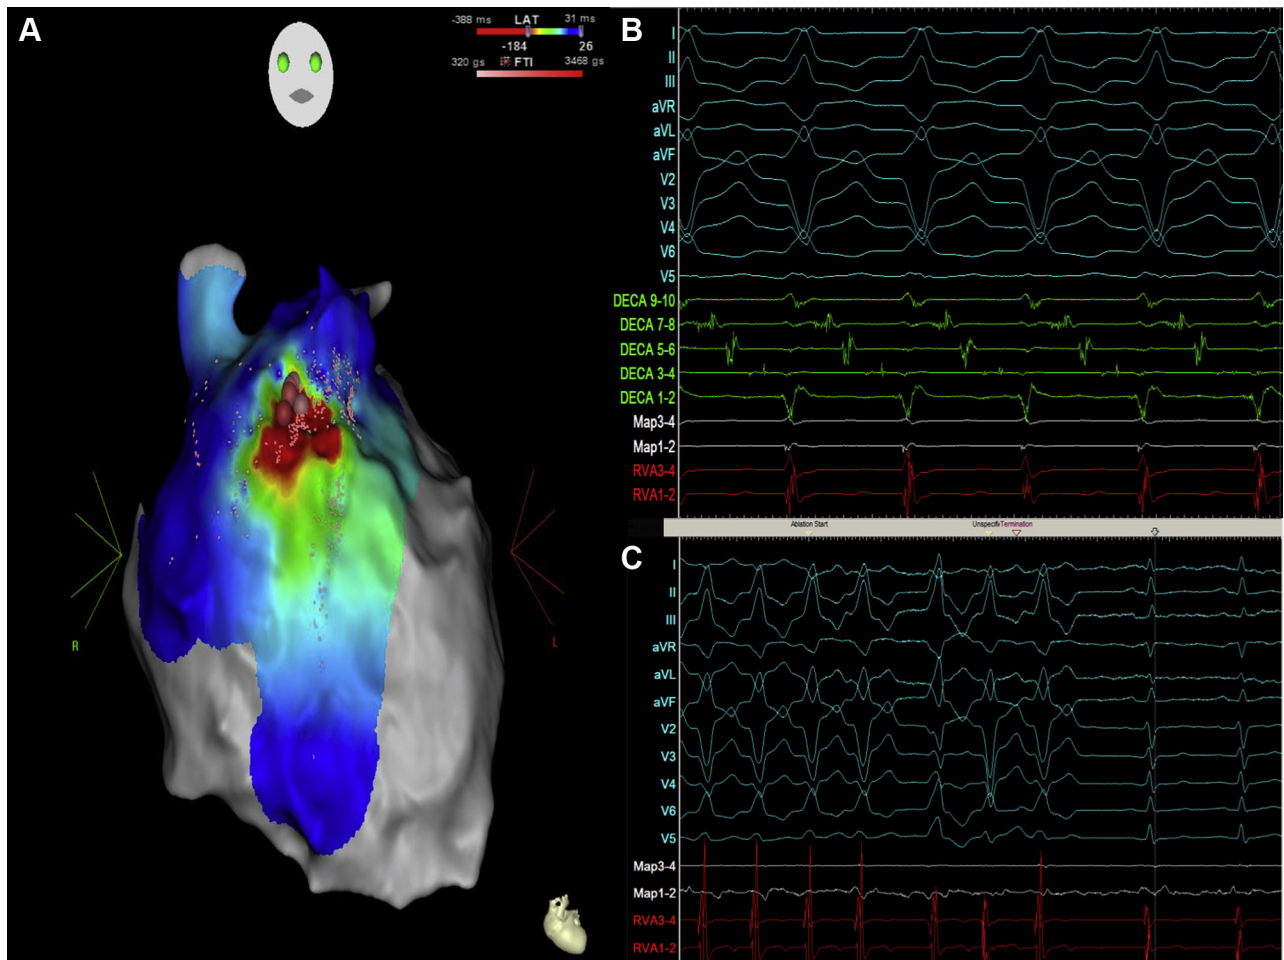 A
-388 ms LAT 31 ms
-184 26
320 gs FTI 3468 gs
R
L
B
I
II
III
aVR
aVL
aVF
V2
V3
V4
V6
V5
DECA 9-10
DECA 7-8
DECA 5-6
DECA 3-4
DECA 1-2
Map3-4
Map1-2
RVA3-4
RVA1-2
Ablation Start Termination
C
I
II
III
aVR
aVL
aVF
V2
V3
V4
V6
V5
Map3-4
Map1-2
RVA3-4
RVA1-2